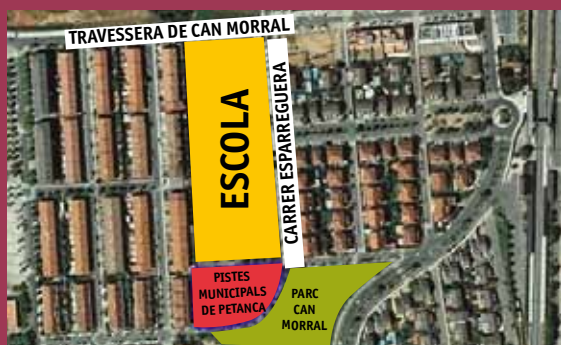 TRAVESSERA DE CAN MORRAL
ESCOLA
CARRER ESPARREGUERA
PISTES
MUNICIPALS
DE PETANCA
PARC
CAN
MORRAL